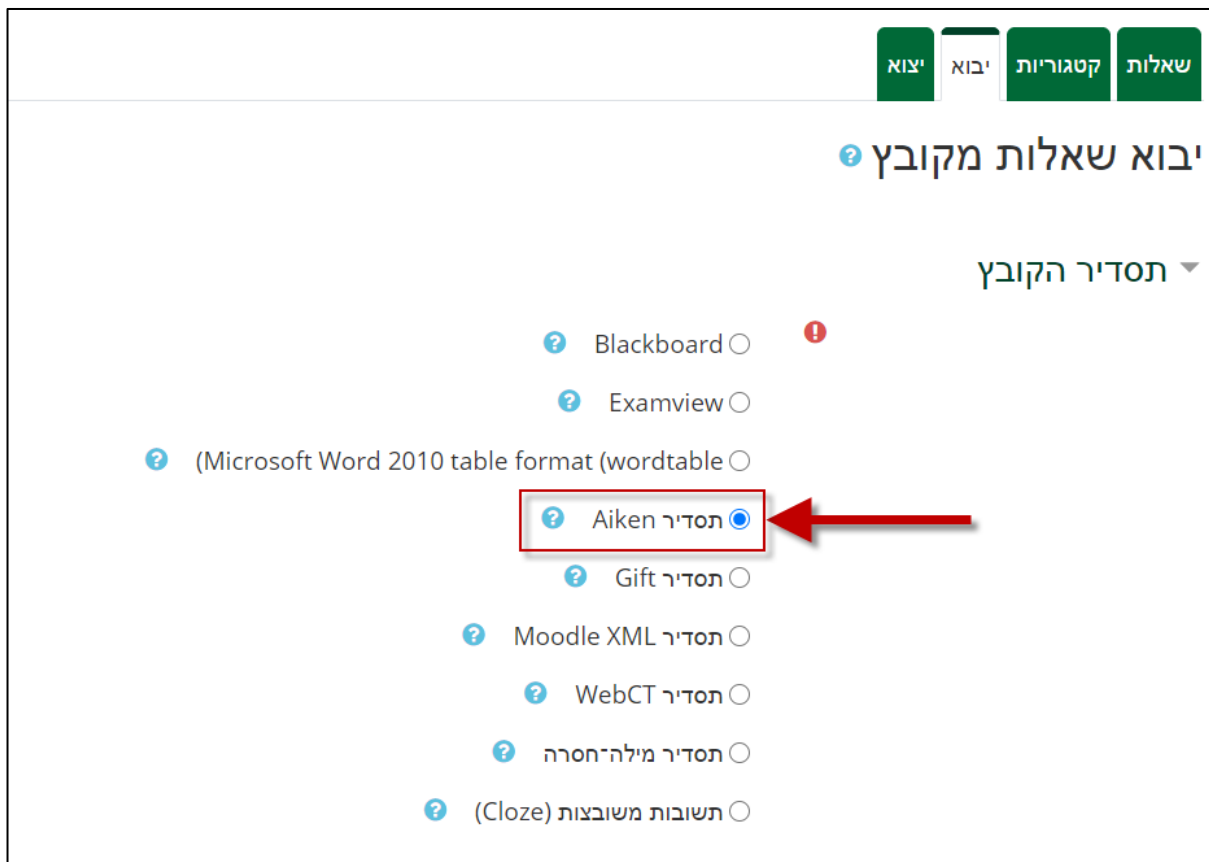 שאלות קטגוריות יבוא יצוא
יבוא שאלות מקובץ
תסדיר הקובץ
Blackboard
Examview
(Microsoft Word 2010 table format (wordtable
תסדיר Aiken
תסדיר Gift
תסדיר Moodle XML
תסדיר WebCT
תסדיר מילה־חסרה
תשובות משובצות (Cloze)